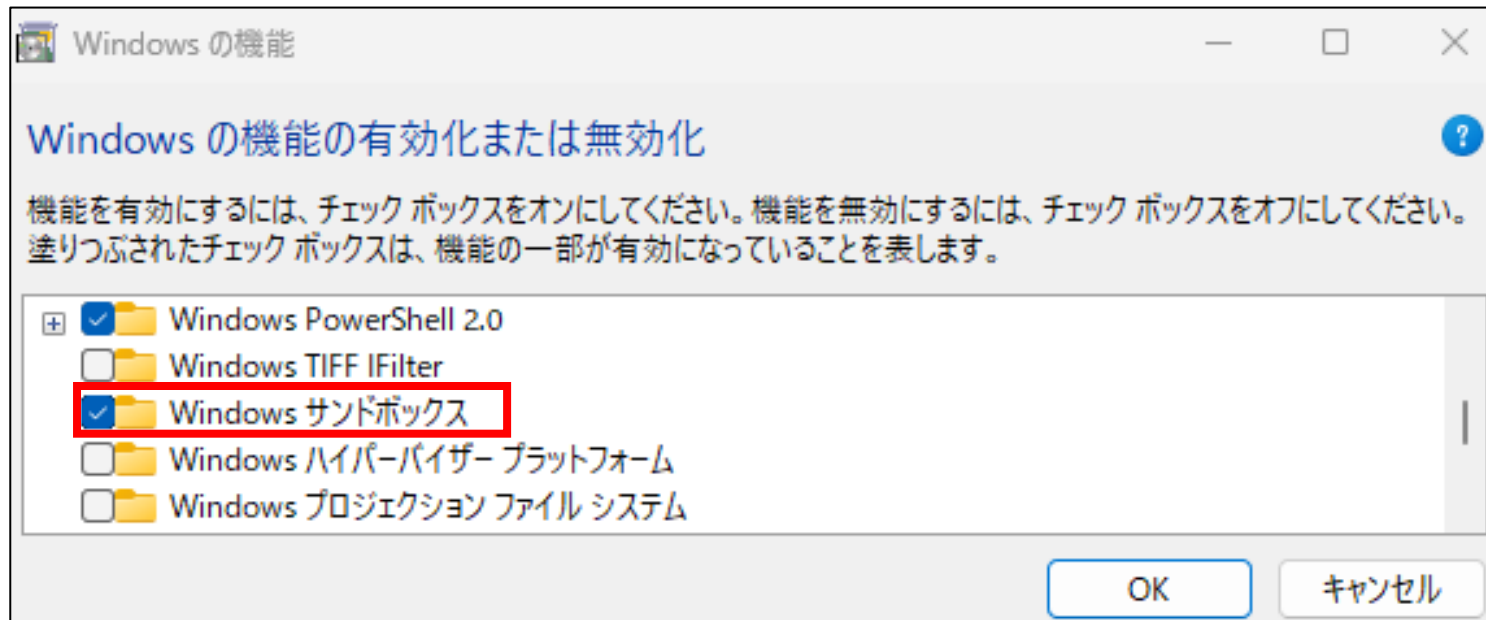 Windows の機能
Windows の機能の有効化または無効化
?
機能を有効にするには、チェック ボックスをオンにしてください。機能を無効にするには、チェック ボックスをオフにしてください。
塗りつぶされたチェック ボックスは、機能の一部が有効になっていることを表します。
Windows PowerShell 2.0
Windows TIFF IFilter
Windows サンドボックス
Windows ハイパーバイザー プラットフォーム
Windows プロジェクション ファイル システム
OK キャンセル